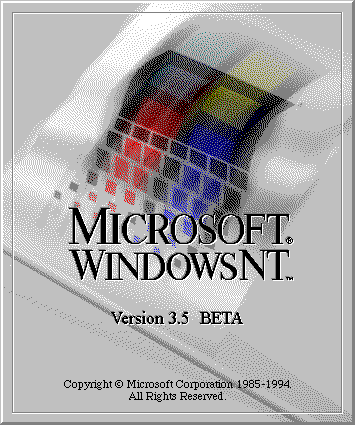 MICROSOFT®
WINDOWS NT™
Version 3.5 BETA
Copyright © Microsoft Corporation 1985-1994.
All Rights Reserved.